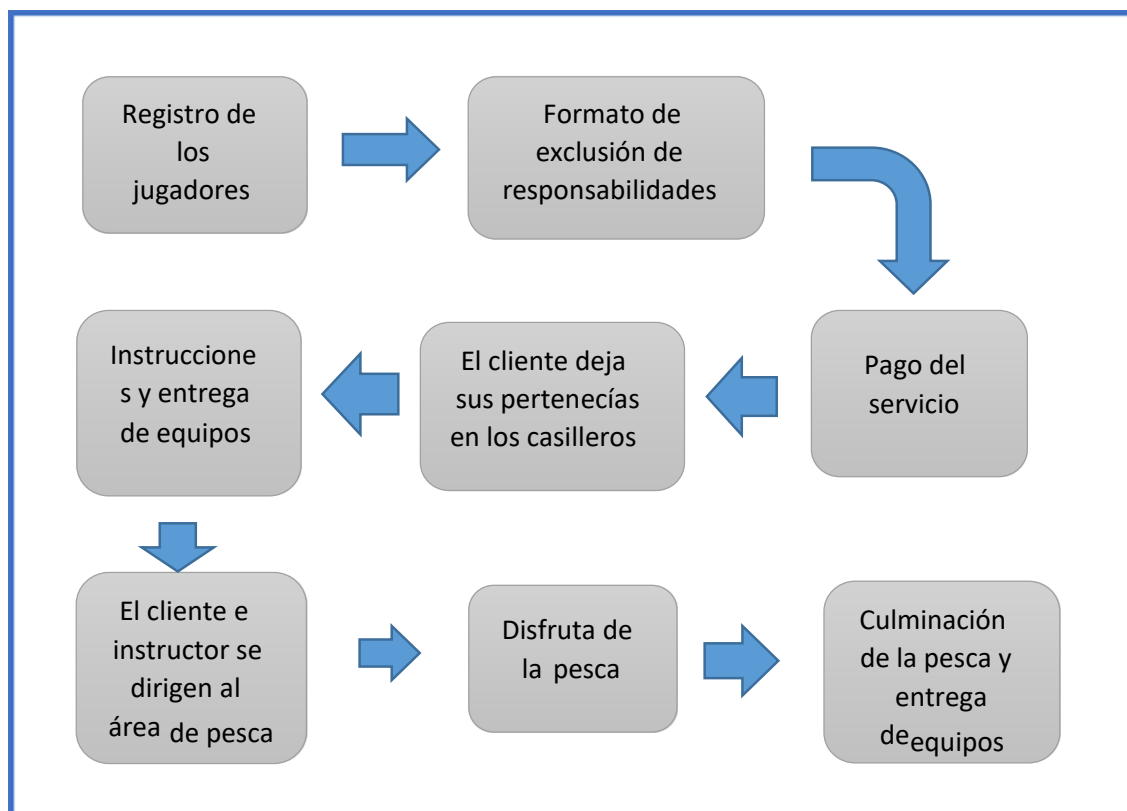 Registro de
los
jugadores
Formato de
exclusión de
responsabilidades
Pago del
servicio
El cliente deja
sus pertenecías
en los casilleros
Instruccione
s y entrega
de equipos
El cliente e
instructor se
dirigen al
área de pesca
Disfruta de
la pesca
Culminación
de la pesca y
entrega
de equipos